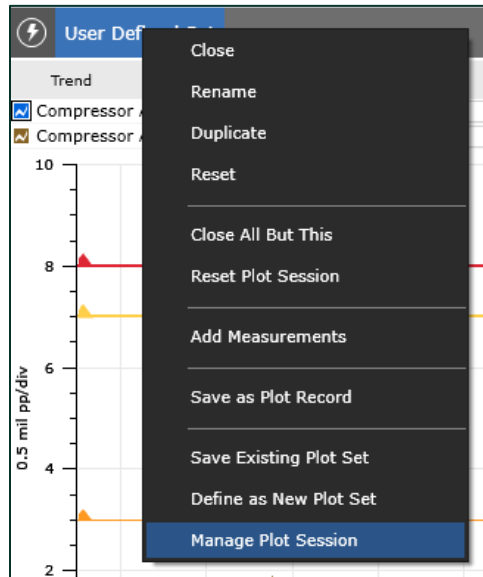 User Def
Close
Trend
Rename
Compressor
Compressor
Duplicate
Reset
Close All But This
Reset Plot Session
Add Measurements
Save as Plot Record
Save Existing Plot Set
Define as New Plot Set
Manage Plot Session
10
8
6
4
2
0.5 mil pp/div